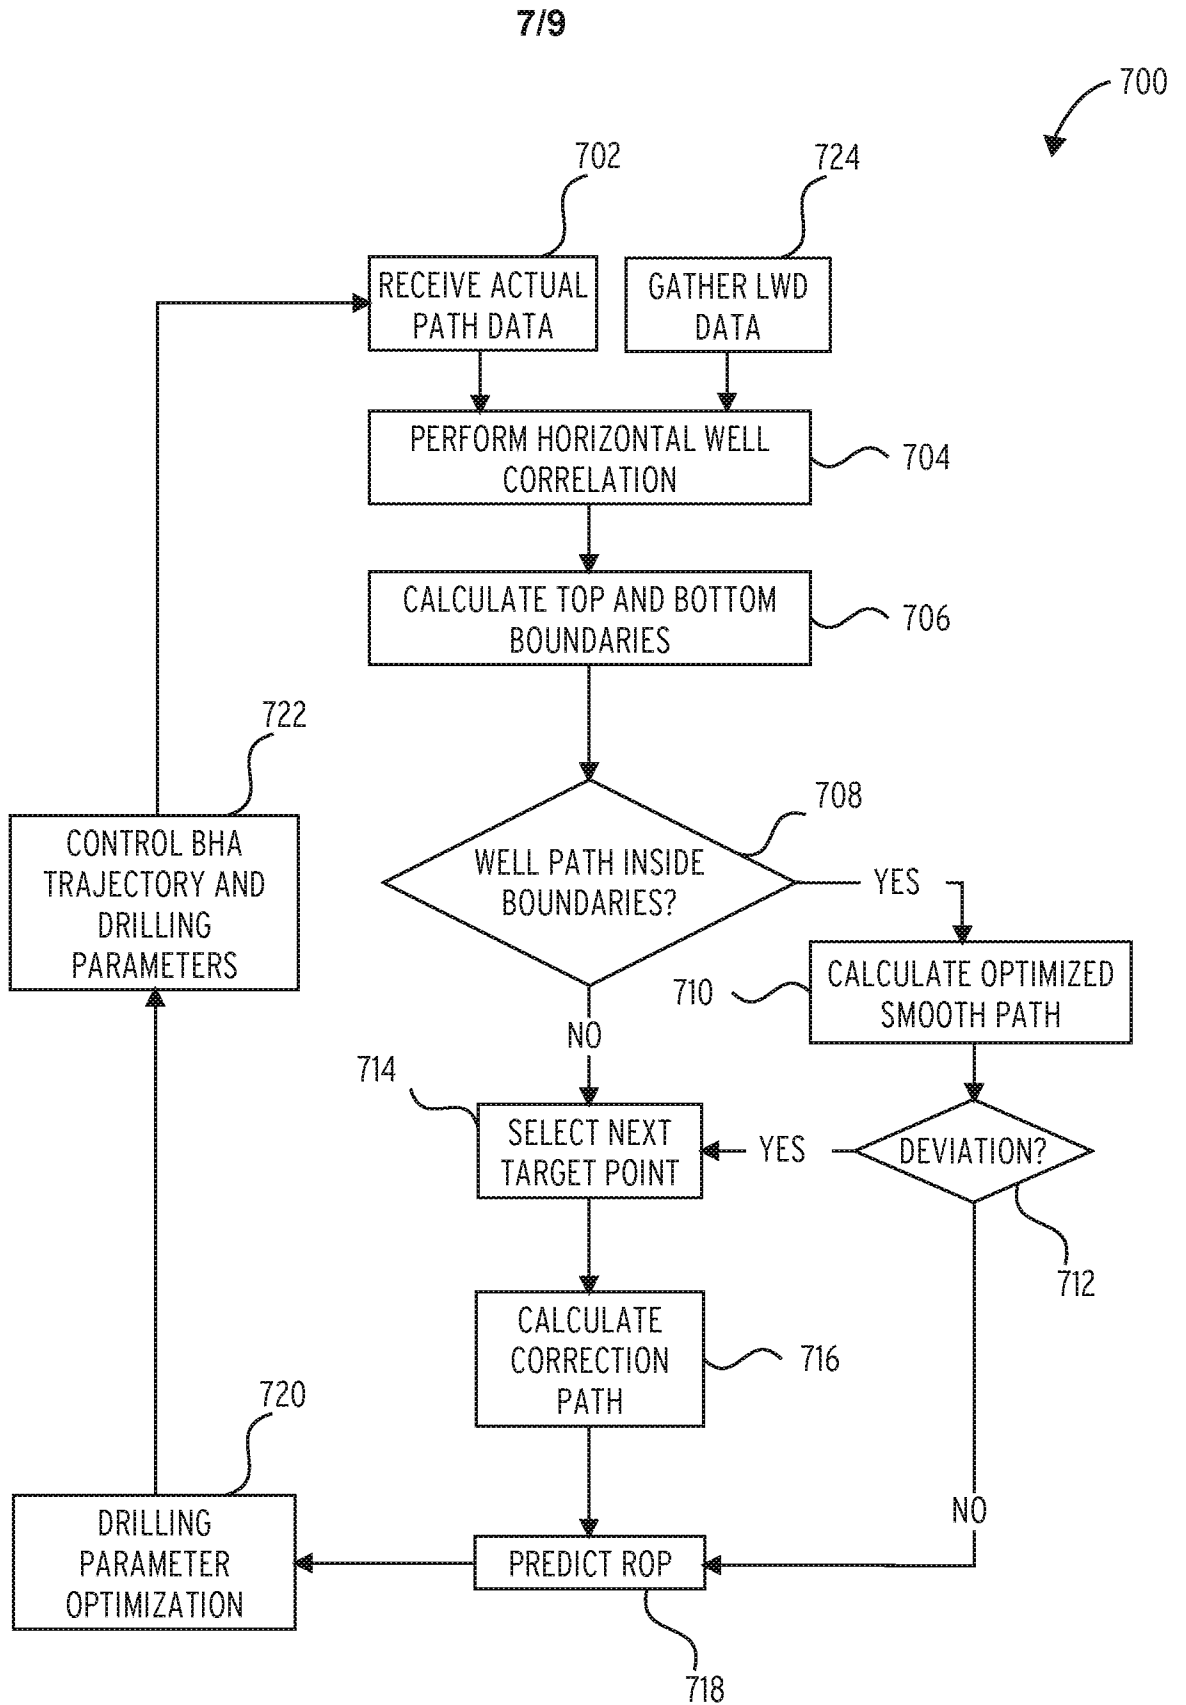 7/9
700
702
724
RECEIVE ACTUAL
PATH DATA
GATHER LWD
DATA
PERFORM HORIZONTAL WELL
CORRELATION
704
CALCULATE TOP AND BOTTOM
BOUNDARIES
706
722
CONTROL BHA
TRAJECTORY AND
DRILLING
PARAMETERS
708
WELL PATH INSIDE
BOUNDARIES?
YES
710
CALCULATE OPTIMIZED
SMOOTH PATH
NO
714
SELECT NEXT
TARGET POINT
YES
DEVIATION?
712
CALCULATE
CORRECTION
PATH
716
720
DRILLING
PARAMETER
OPTIMIZATION
NO
PREDICT ROP
718